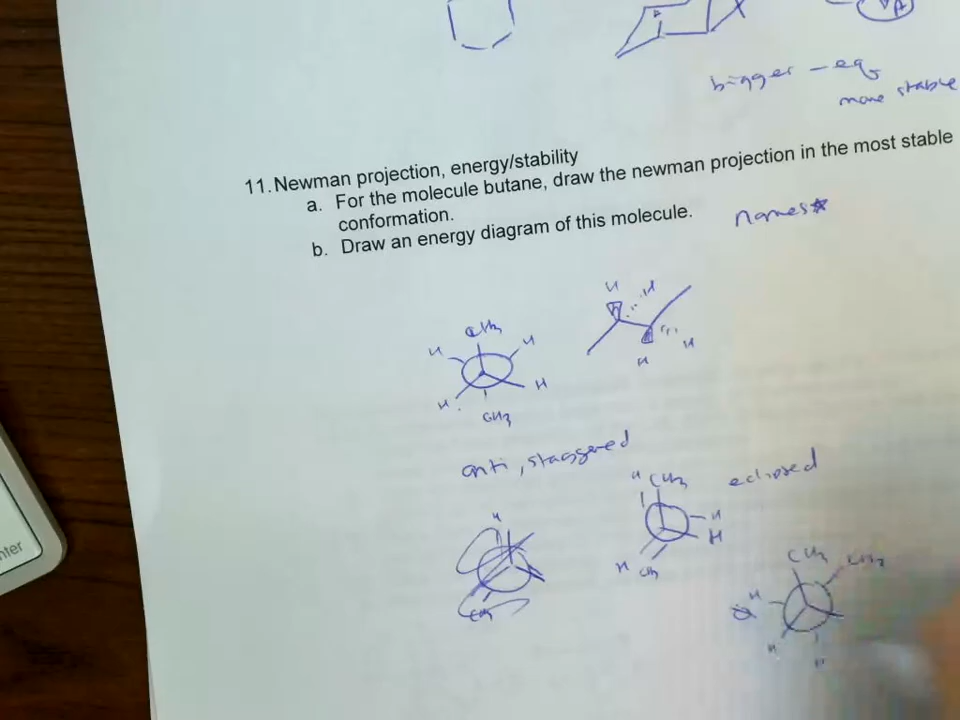 bigger - eq
more stable
11. Newman projection, energy/stability
a. For the molecule butane, draw the newman projection in the most stable
conformation.
b. Draw an energy diagram of this molecule.
names*
H H
CH3
H H
H H
H H
CH3
anti, staggered
H CH3 eclipsed
H
H
H
H CH3
CH3 CH3
H
H
H
nter